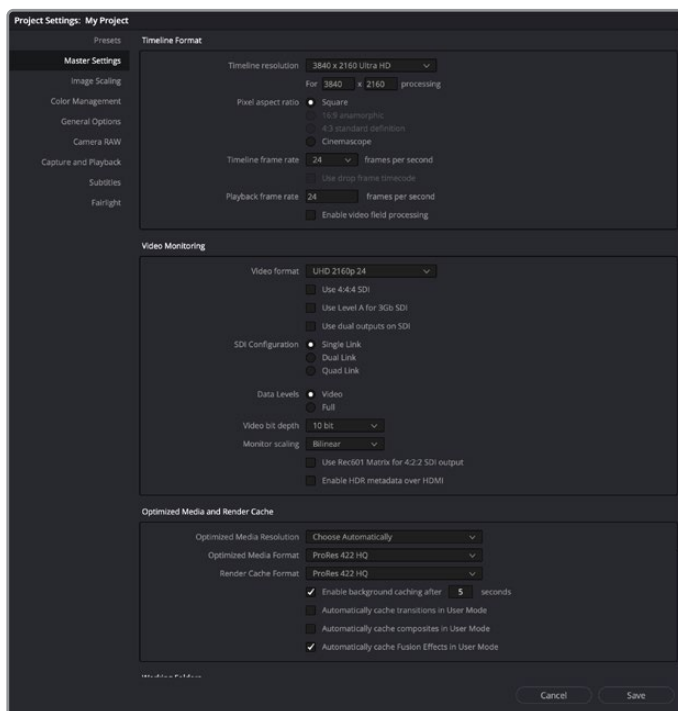 Project Settings: My Project
Presets
Master Settings
Image Scaling
Color Management
General Options
Camera RAW
Capture and Playback
Subtitles
Fairlight
Timeline Format
Timeline resolution 3840 x 2160 Ultra HD
For 3840 x 2160 processing
Pixel aspect ratio Square
16:9 anamorphic
4:3 standard definition
Cinemascope
Timeline frame rate 24 frames per second
Use drop frame timecode
Playback frame rate 24 frames per second
Enable video field processing
Video Monitoring
Video format UHD 2160p 24
Use 4:4:4 SDI
Use Level A for 3Gb SDI
Use dual outputs on SDI
SDI Configuration Single Link
Dual Link
Quad Link
Data Levels Video
Full
Video bit depth 10 bit
Monitor scaling Bilinear
Use Rec601 Matrix for 4:2:2 SDI output
Enable HDR metadata over HDMI
Optimized Media and Render Cache
Optimized Media Resolution Choose Automatically
Optimized Media Format ProRes 422 HQ
Render Cache Format ProRes 422 HQ
Enable background caching after 5 seconds
Automatically cache transitions in User Mode
Automatically cache composites in User Mode
Automatically cache Fusion Effects in User Mode
Working Folders
Cancel Save